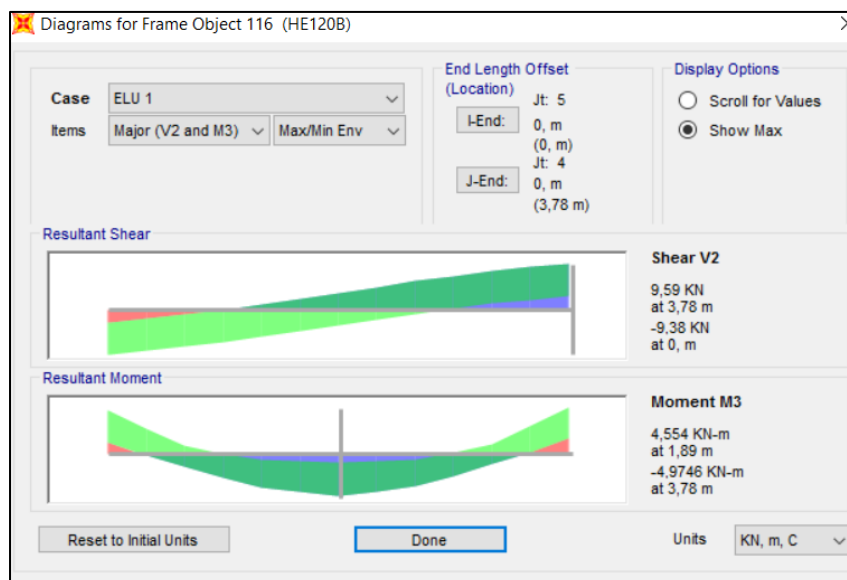 Diagrams for Frame Object 116 (HE120B)
Case ELU 1
Items Major (V2 and M3) Max/Min Env
End Length Offset
(Location)
I-End:
Jt: 5
0, m
(0, m)
J-End:
Jt: 4
0, m
(3,78 m)
Display Options
Scroll for Values
Show Max
Resultant Shear
Shear V2
9,59 KN
at 3,78 m
-9,38 KN
at 0, m
Resultant Moment
Moment M3
4,554 KN-m
at 1,89 m
-4,9746 KN-m
at 3,78 m
Reset to Initial Units
Done
Units KN, m, C